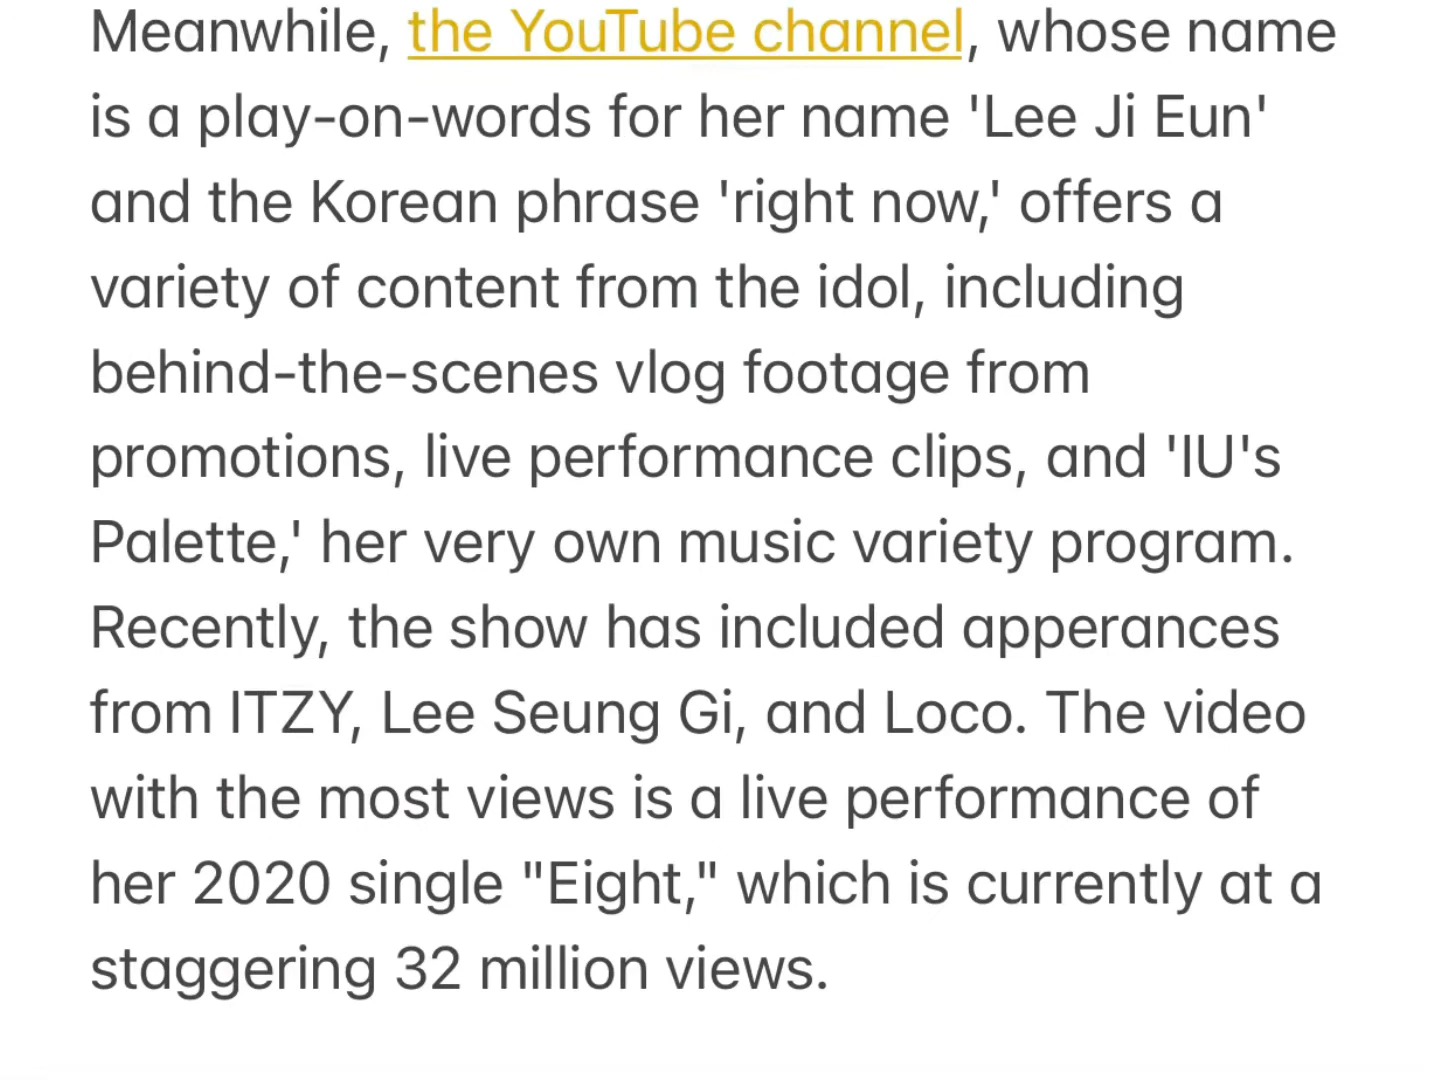 Meanwhile, the YouTube channel, whose name
is a play-on-words for her name 'Lee Ji Eun'
and the Korean phrase 'right now,' offers a
variety of content from the idol, including
behind-the-scenes vlog footage from
promotions, live performance clips, and 'IU's
Palette,' her very own music variety program.
Recently, the show has included apperances
from ITZY, Lee Seung Gi, and Loco. The video
with the most views is a live performance of
her 2020 single "Eight," which is currently at a
staggering 32 million views.